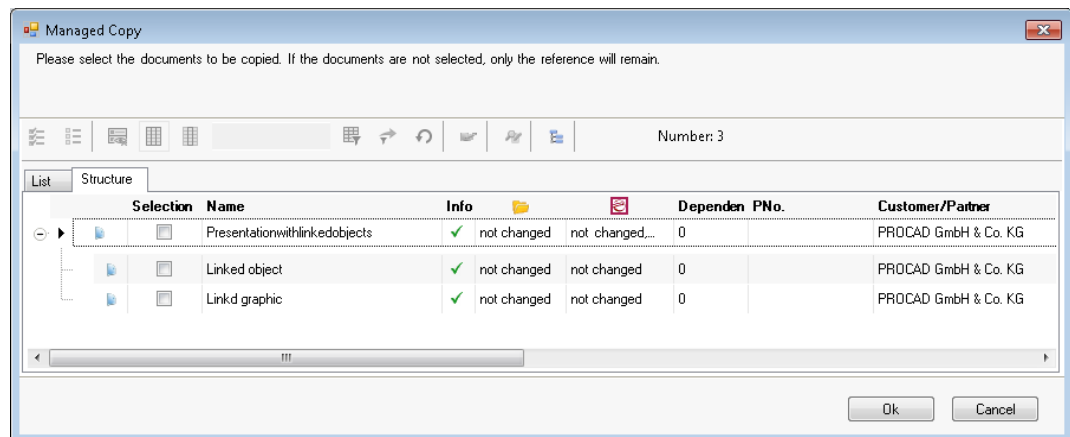 Managed Copy
Please select the documents to be copied. If the documents are not selected, only the reference will remain.
Number: 3
List Structure
Selection Name Info Dependen PNo. Customer/Partner
Presentationwithlinkedobjects not changed not changed,... 0 PROCAD GmbH & Co. KG
Linked object not changed not changed 0 PROCAD GmbH & Co. KG
Linkd graphic not changed not changed 0 PROCAD GmbH & Co. KG
Ok Cancel